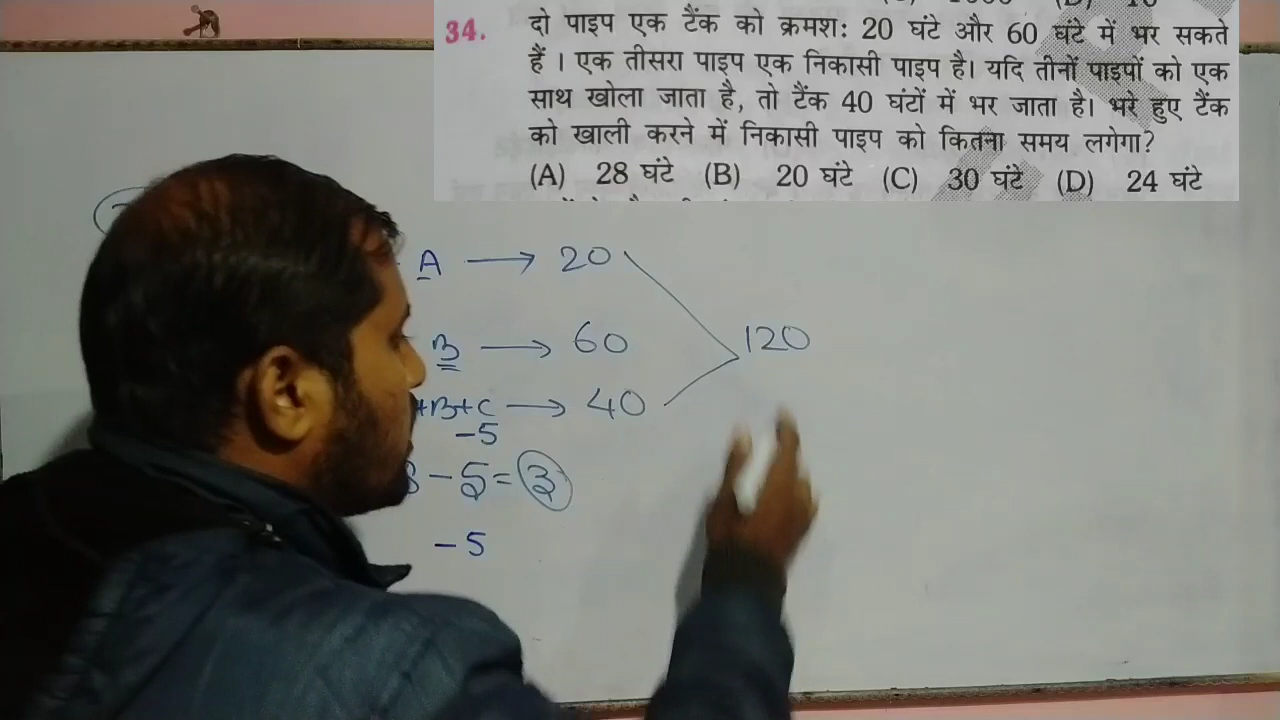 34. दो पाइप एक टैंक को क्रमश: 20 घंटे और 60 घंटे में भर सकते
हैं । एक तीसरा पाइप एक निकासी पाइप है। यदि तीनों पाइपों को एक
साथ खोला जाता है, तो टैंक 40 घंटों में भर जाता है। भरे हुए टैंक
को खाली करने में निकासी पाइप को कितना समय लगेगा?
(A) 28 घंटे (B) 20 घंटे (C) 30 घंटे (D) 24 घंटे
A → 20
B → 60
120
+B+C → 40
-5
8 - 5 = 3
-5